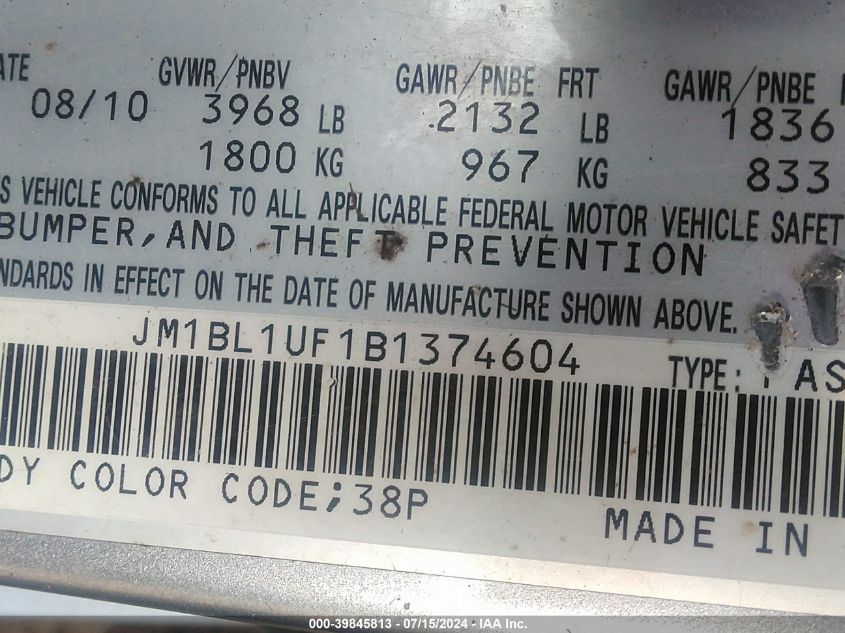 ATE GVWR/PNBV GAWR/PNBE FRT GAWR/PNBE
08/10 3968 LB 2132 LB 1836
1800 KG 967 KG 833
S VEHICLE CONFORMS TO ALL APPLICABLE FEDERAL MOTOR VEHICLE SAFET
BUMPER,AND THEFT PREVENTION
NDARDS IN EFFECT ON THE DATE OF MANUFACTURE SHOWN ABOVE.
JM1BL1UF1B1374604 TYPE: PAS
DY COLOR CODE;38P MADE IN
000-39845813 - 07/15/2024 - IAA Inc.